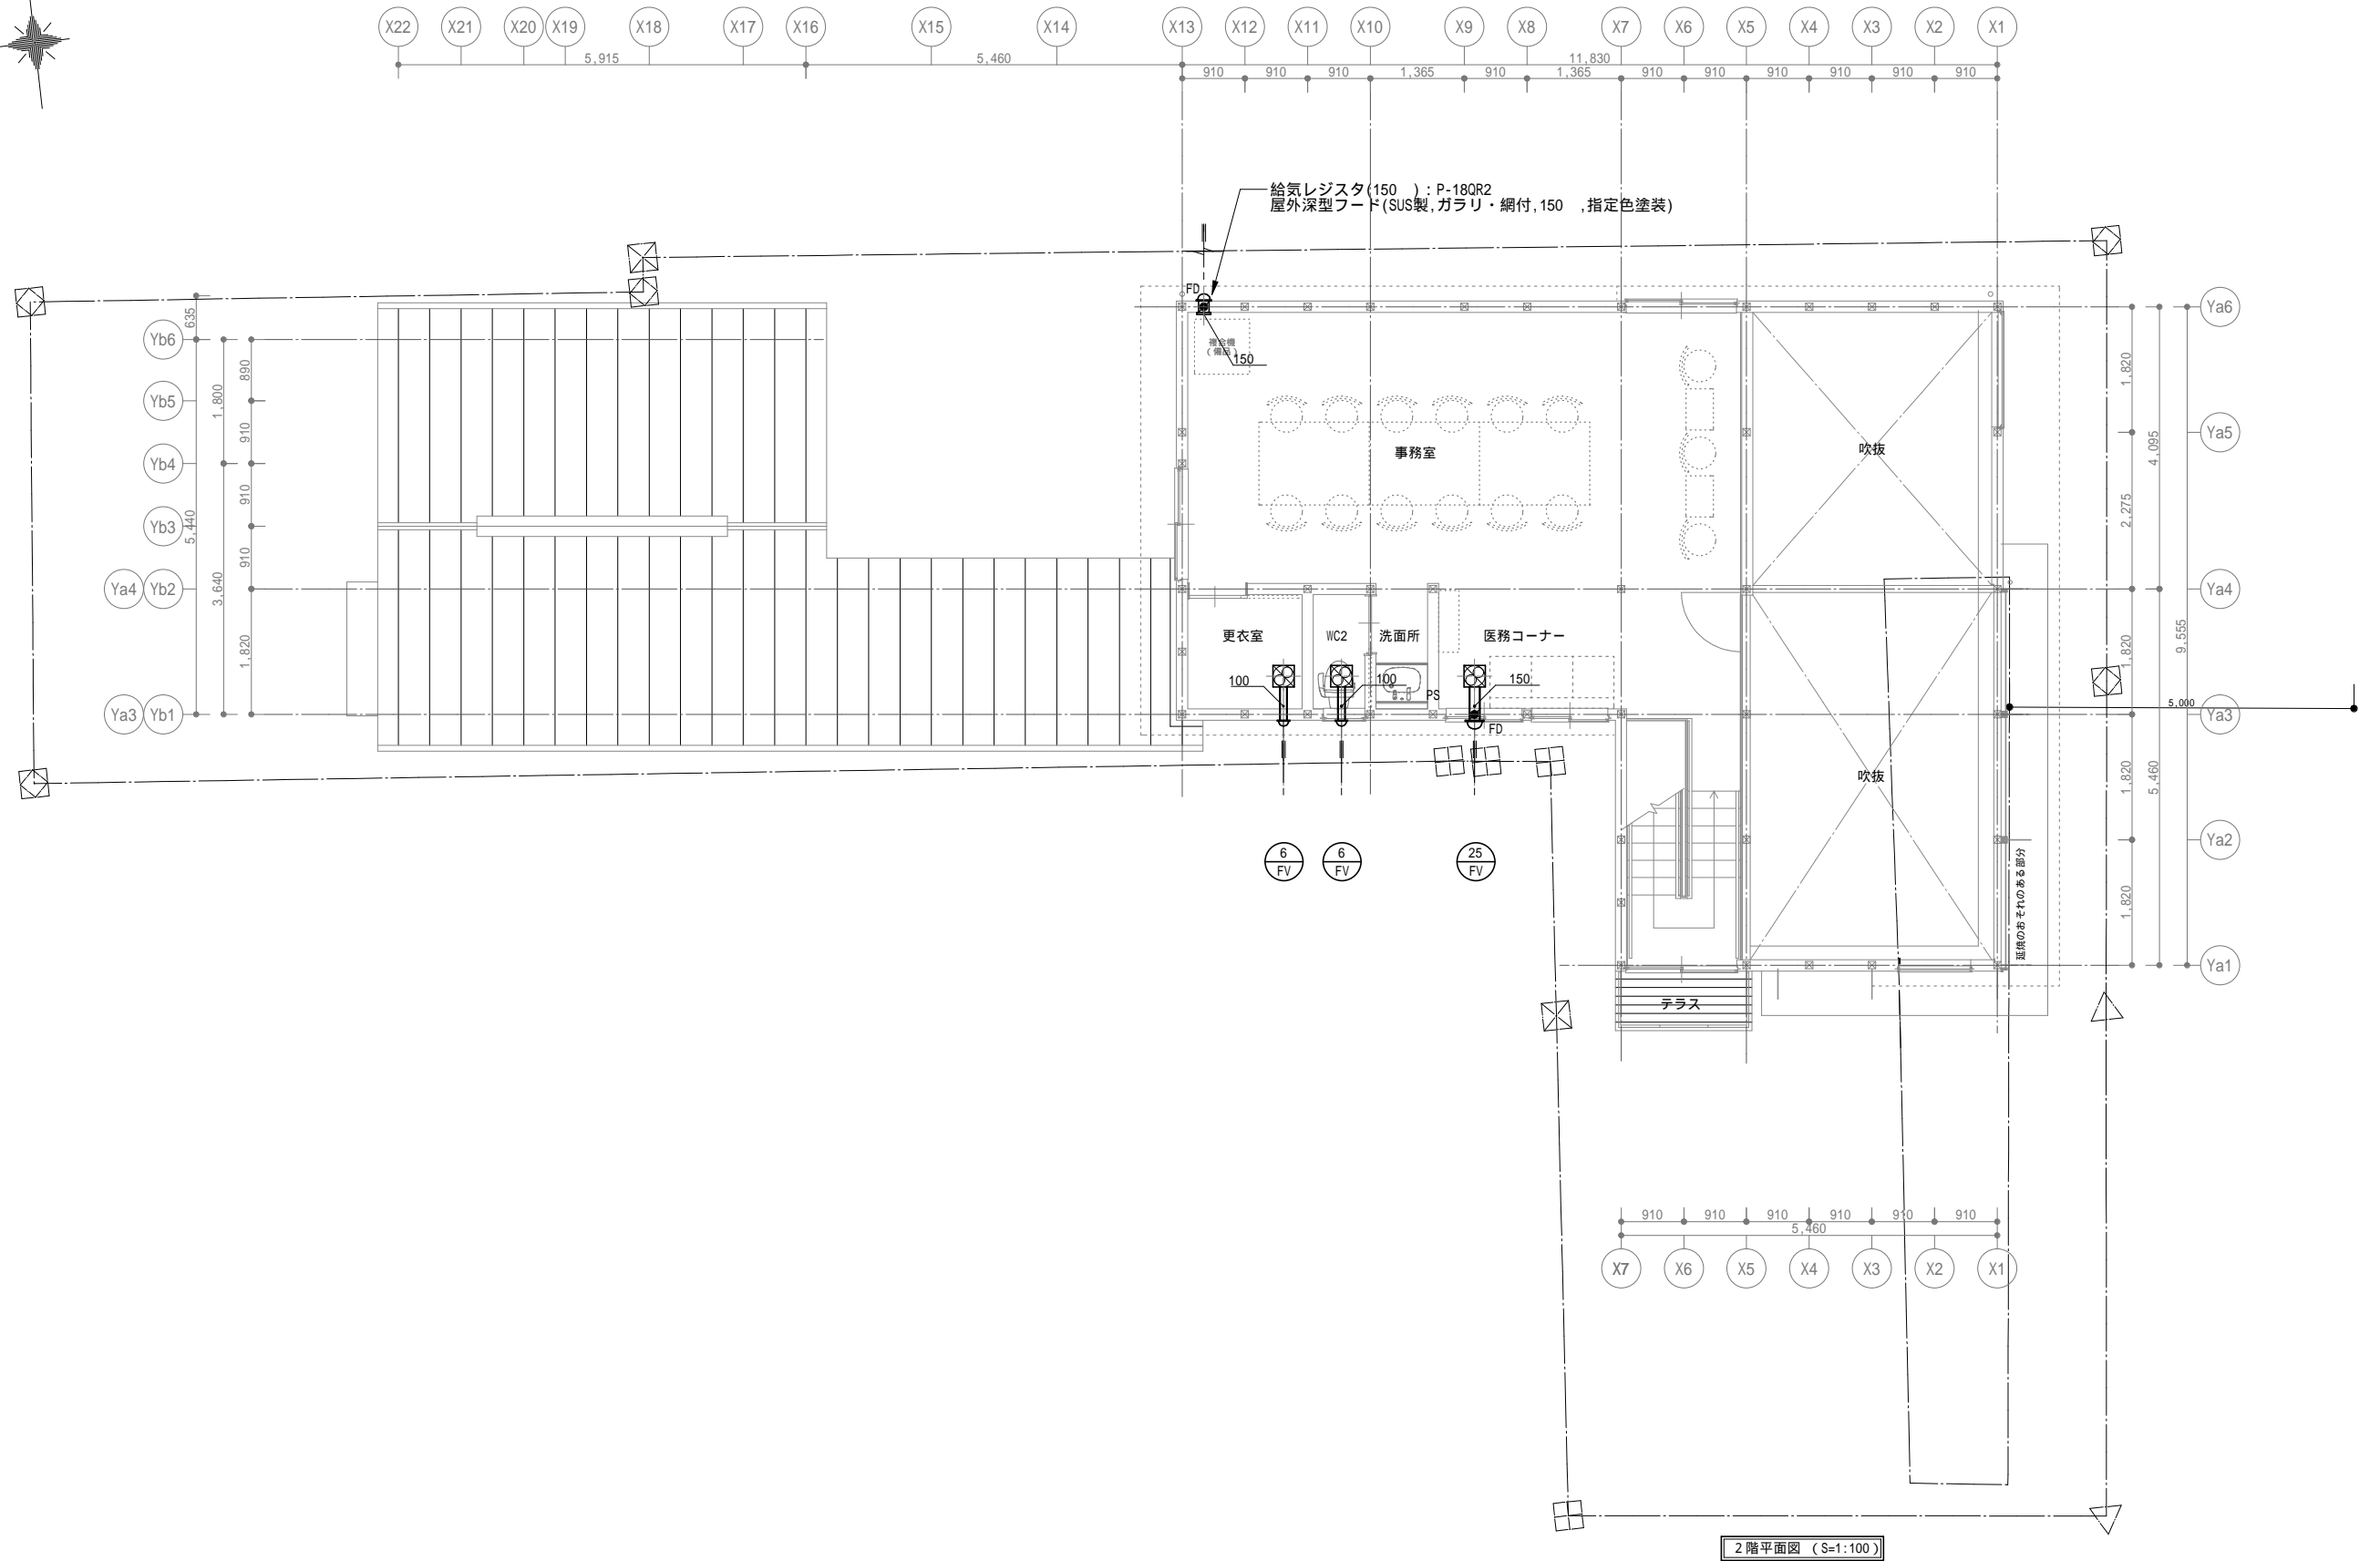 X22 X21 X20 X19 X18 X17 X16 X15 X14 X13 X12 X11 X10 X9 X8 X7 X6 X5 X4 X3 X2 X1
5,915 5,460 11,830
910 910 910 1,365 910 1,365 910 910 910 910 910 910
給気レジスタ(150　):P-18QR2
屋外深型フード(SUS製,ガラリ・網付,150　,指定色塗装)
FD
複合機
(備品)
150
635
Yb6
890
1,800
Yb5
910
Yb4
910
Yb3
5,440
910
3,640
Ya4 Yb2
1,820
Ya3 Yb1
事務室
吹抜
更衣室
WC2
洗面所
医務コーナー
100
100
150
PS
FD
吹抜
テラス
延焼のおそれのある部分
5,000
6
FV
6
FV
25
FV
Ya6
1,820
4,095
Ya5
2,275
Ya4
1,820
9,555
Ya3
1,820
5,460
Ya2
1,820
Ya1
910 910 910 910 910 910
5,460
X7 X6 X5 X4 X3 X2 X1
2階平面図 (S=1:100)